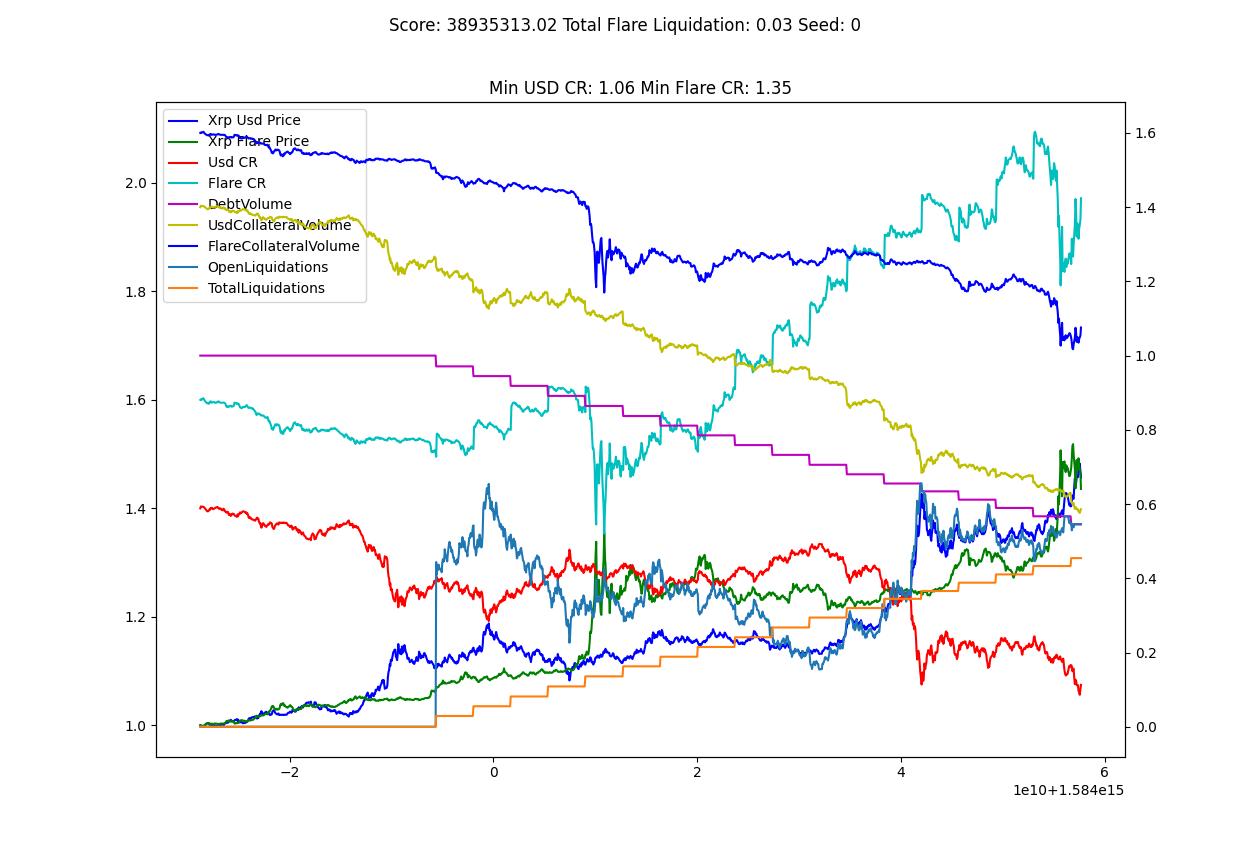 Score: 38935313.02 Total Flare Liquidation: 0.03 Seed: 0
Min USD CR: 1.06 Min Flare CR: 1.35
Xrp Usd Price
Xrp Flare Price
Usd CR
Flare CR
DebtVolume
UsdCollateralVolume
FlareCollateralVolume
OpenLiquidations
TotalLiquidations
2.0
1.8
1.6
1.4
1.2
1.0
1.6
1.4
1.2
1.0
0.8
0.6
0.4
0.2
0.0
−2 0 2 4 6
1e10+1.584e15